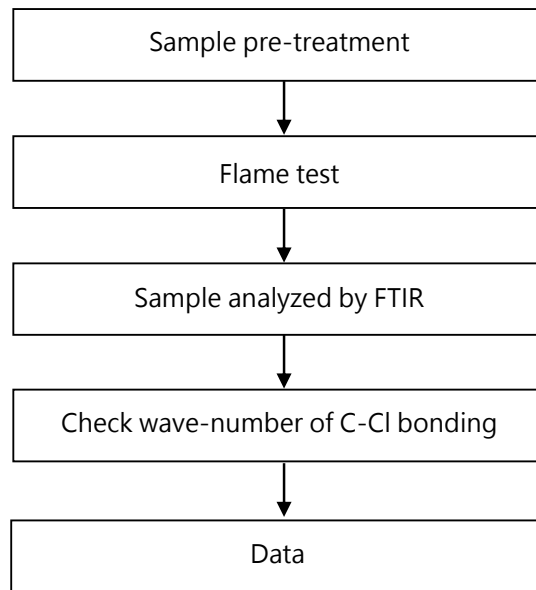 Sample pre-treatment
Flame test
Sample analyzed by FTIR
Check wave-number of C-Cl bonding
Data